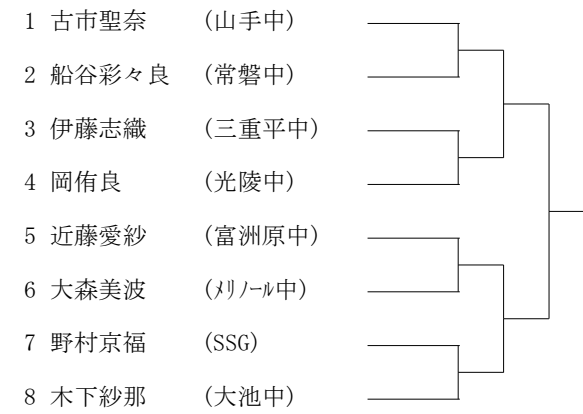 1 古市聖奈 (山手中)
2 船谷彩々良 (常磐中)
3 伊藤志織 (三重平中)
4 岡侑良 (光陵中)
5 近藤愛紗 (富洲原中)
6 大森美波 (ﾒﾘﾉｰﾙ中)
7 野村京福 (SSG)
8 木下紗那 (大池中)